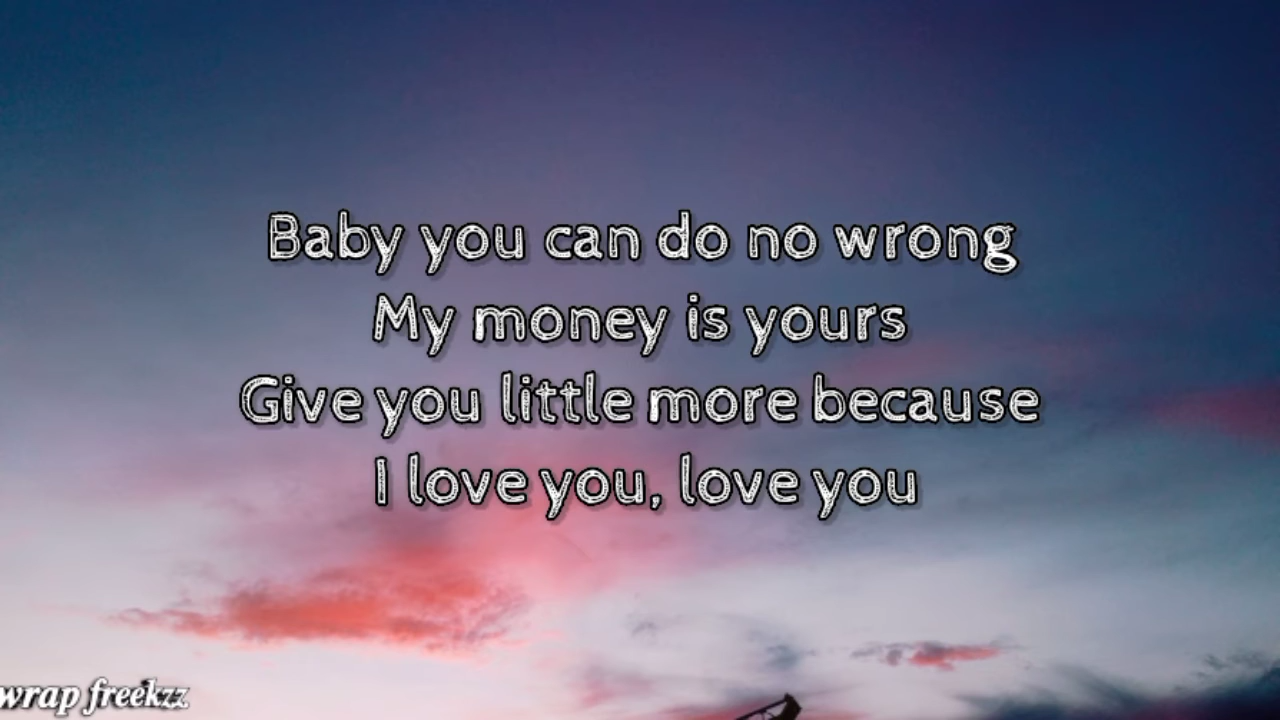 Baby you can do no wrong
My money is yours
Give you little more because
I love you, love you
wrap freekzz